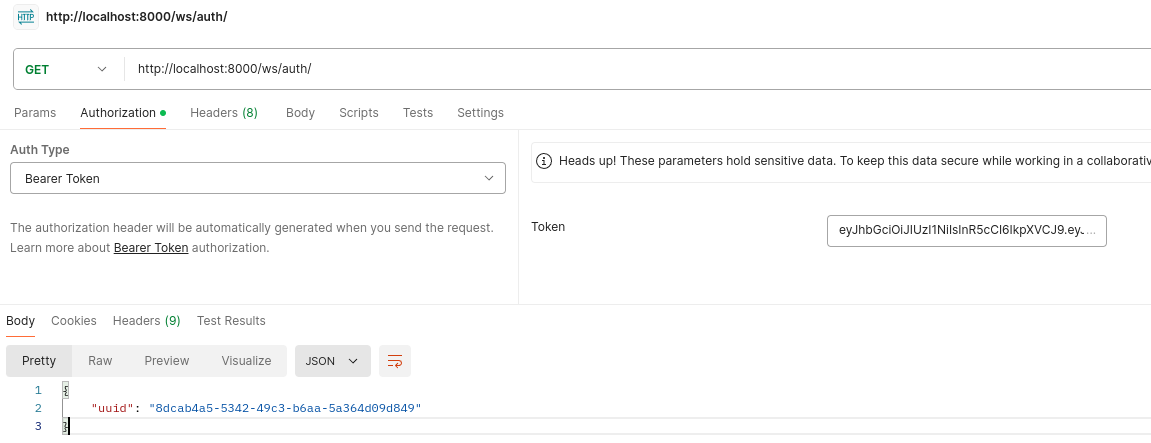 HTTP http://localhost:8000/ws/auth/
GET http://localhost:8000/ws/auth/
Params Authorization Headers (8) Body Scripts Tests Settings
Auth Type
Bearer Token
The authorization header will be automatically generated when you send the request.
Learn more about Bearer Token authorization.
Heads up! These parameters hold sensitive data. To keep this data secure while working in a collaborativ
Token
eyJhbGciOiJIUzI1NiIsInR5cCI6IkpXVCJ9.eyJ...
Body Cookies Headers (9) Test Results
Pretty Raw Preview Visualize JSON
1 {
2 "uuid": "8dcab4a5-5342-49c3-b6aa-5a364d09d849"
3 }